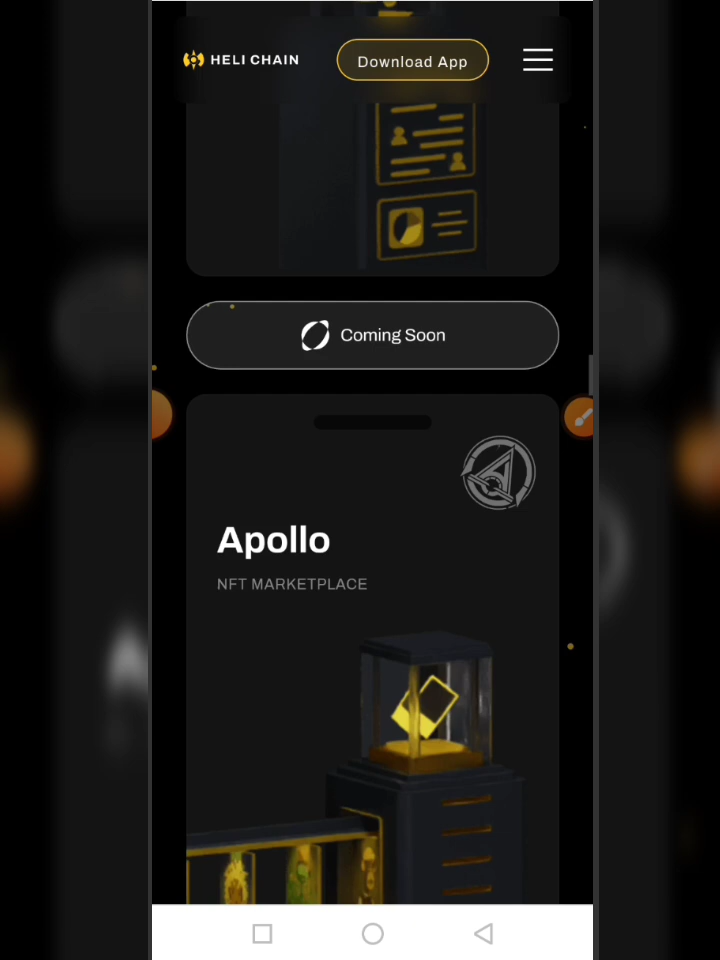 HELI CHAIN
Download App
Coming Soon
Apollo
NFT MARKETPLACE